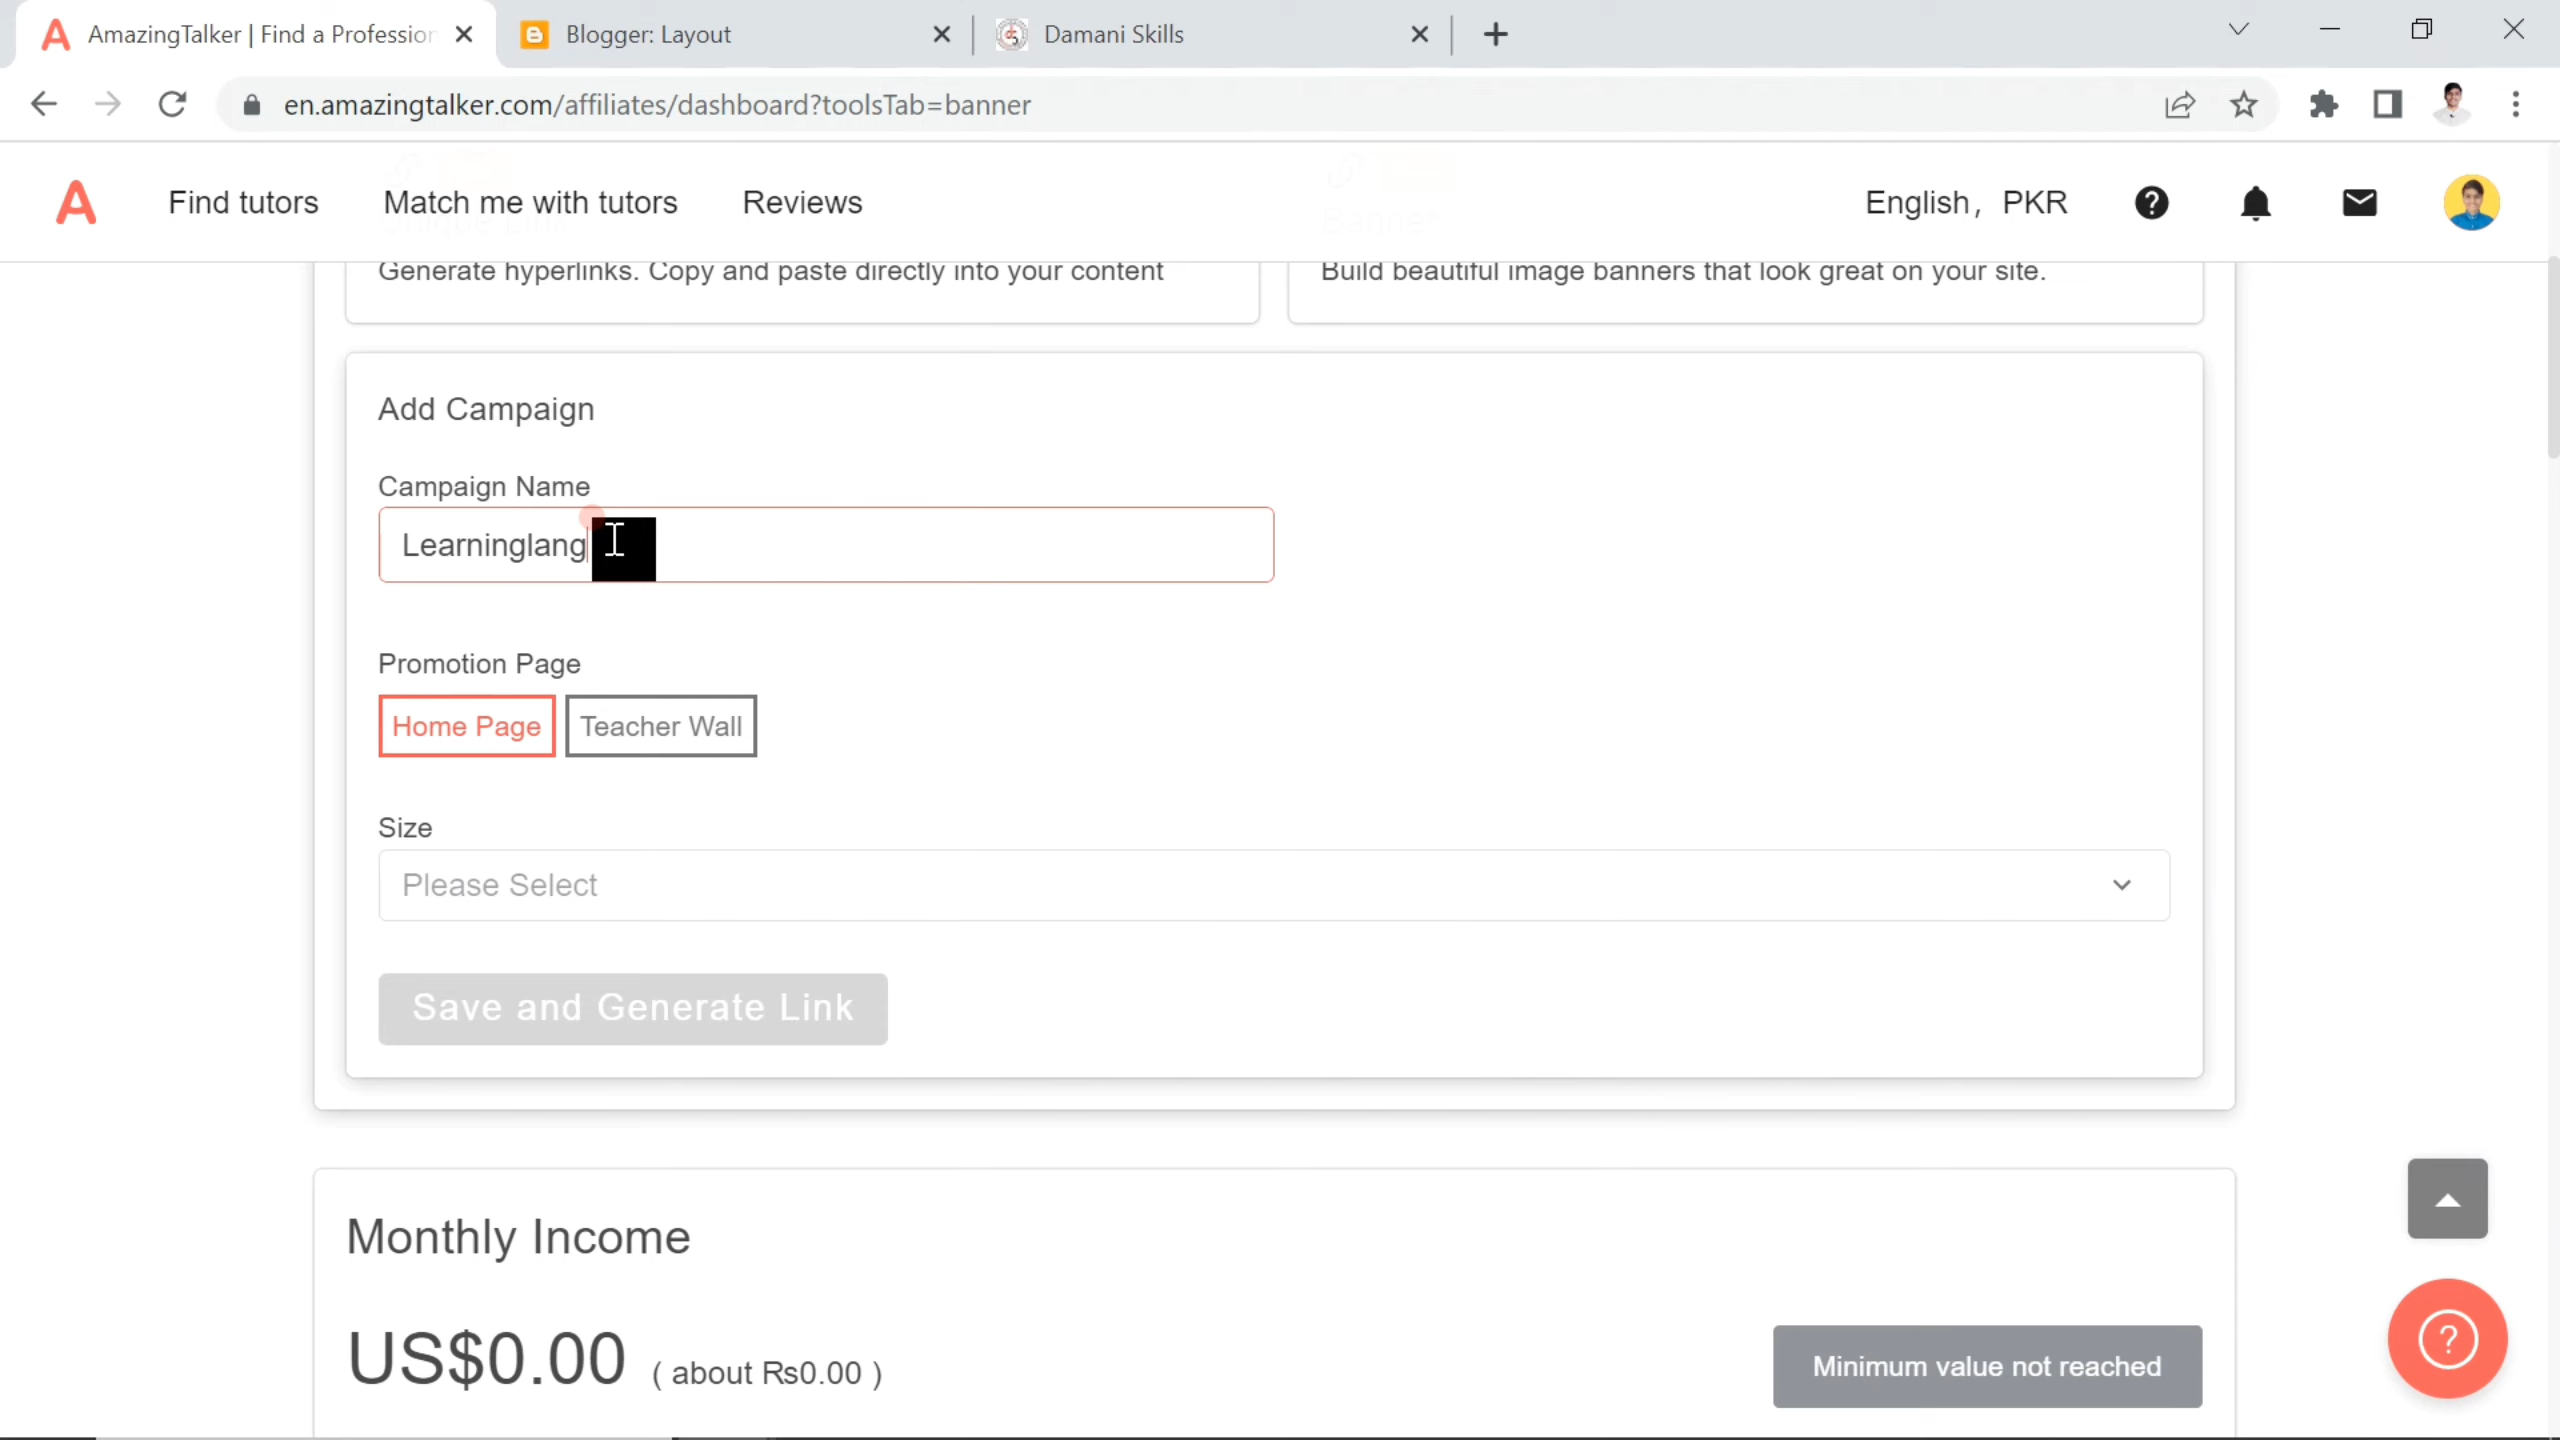 AmazingTalker | Find a Profession
Blogger: Layout
Damani Skills
en.amazingtalker.com/affiliates/dashboard?toolsTab=banner
Find tutors
Match me with tutors
Reviews
English, PKR
Unique Link
Banner
Generate hyperlinks. Copy and paste directly into your content
Build beautiful image banners that look great on your site.
Add Campaign
Campaign Name
Learninglang
Promotion Page
Home Page
Teacher Wall
Size
Please Select
Save and Generate Link
Monthly Income
US$0.00 ( about Rs0.00 )
Minimum value not reached